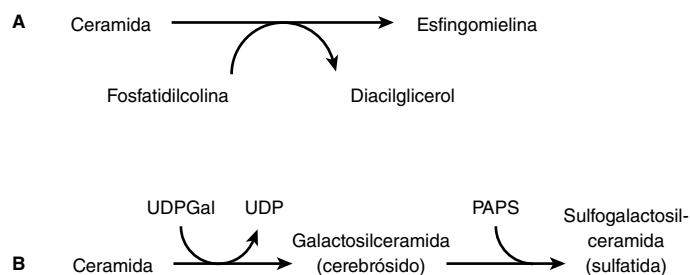 A Ceramida Esfingomielina
Fosfatidilcolina Diacilglicerol
UDPGal UDP PAPS Sulfogalactosil-
ceramida
(sulfatida)
Galactosilceramida
(cerebrósido)
B Ceramida